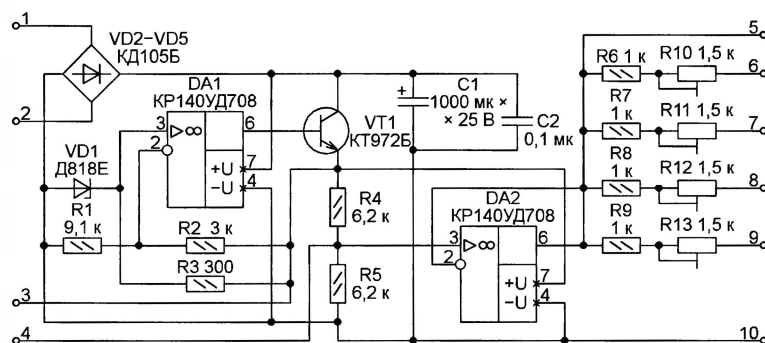 1
VD2–VD5
КД105Б
2
DA1
КР140УД708
3
▷∞
6
2
7
+U
4
–U
VT1
КТ972Б
+
C1
1000 мк ×
× 25 В
C2
0,1 мк
VD1
Д818Е
R1
9,1 к
R2 3 к
R3 300
R4
6,2 к
R5
6,2 к
3
4
DA2
КР140УД708
3
▷∞
6
2
7
+U
4
–U
5
R6 1 к
R10 1,5 к
6
R7
1 к
R11 1,5 к
7
R8
1 к
R12 1,5 к
8
R9
1 к
R13 1,5 к
9
10